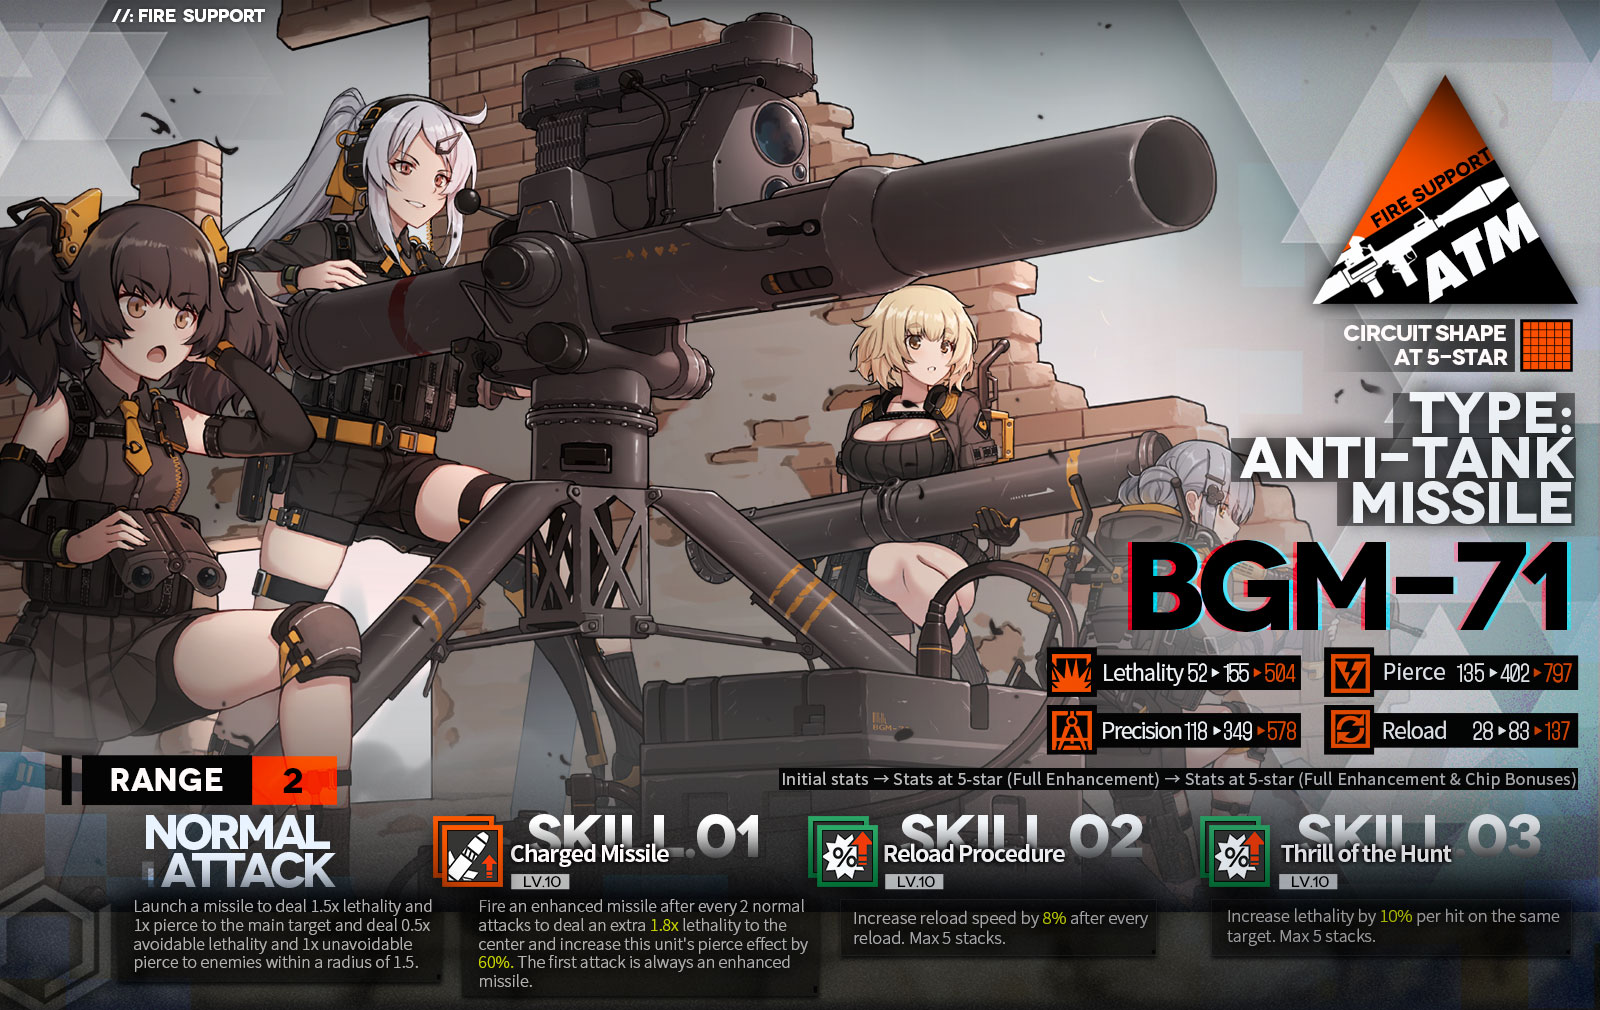 //: FIRE SUPPORT
FIRE SUPPORT
ATM
CIRCUIT SHAPE
AT 5-STAR
TYPE:
ANTI-TANK
MISSILE
BGM-71
Lethality 52 ▸ 155 ▸ 504
Pierce 135 ▸ 402 ▸ 797
Precision 118 ▸ 349 ▸ 578
Reload 28 ▸ 83 ▸ 137
Initial stats → Stats at 5-star (Full Enhancement) → Stats at 5-star (Full Enhancement & Chip Bonuses)
RANGE 2
NORMAL
ATTACK
Launch a missile to deal 1.5x lethality and
1x pierce to the main target and deal 0.5x
avoidable lethality and 1x unavoidable
pierce to enemies within a radius of 1.5.
SKILL.01
Charged Missile
LV.10
Fire an enhanced missile after every 2 normal
attacks to deal an extra 1.8x lethality to the
center and increase this unit's pierce effect by
60%. The first attack is always an enhanced
missile.
SKILL.02
Reload Procedure
LV.10
Increase reload speed by 8% after every
reload. Max 5 stacks.
SKILL.03
Thrill of the Hunt
LV.10
Increase lethality by 10% per hit on the same
target. Max 5 stacks.